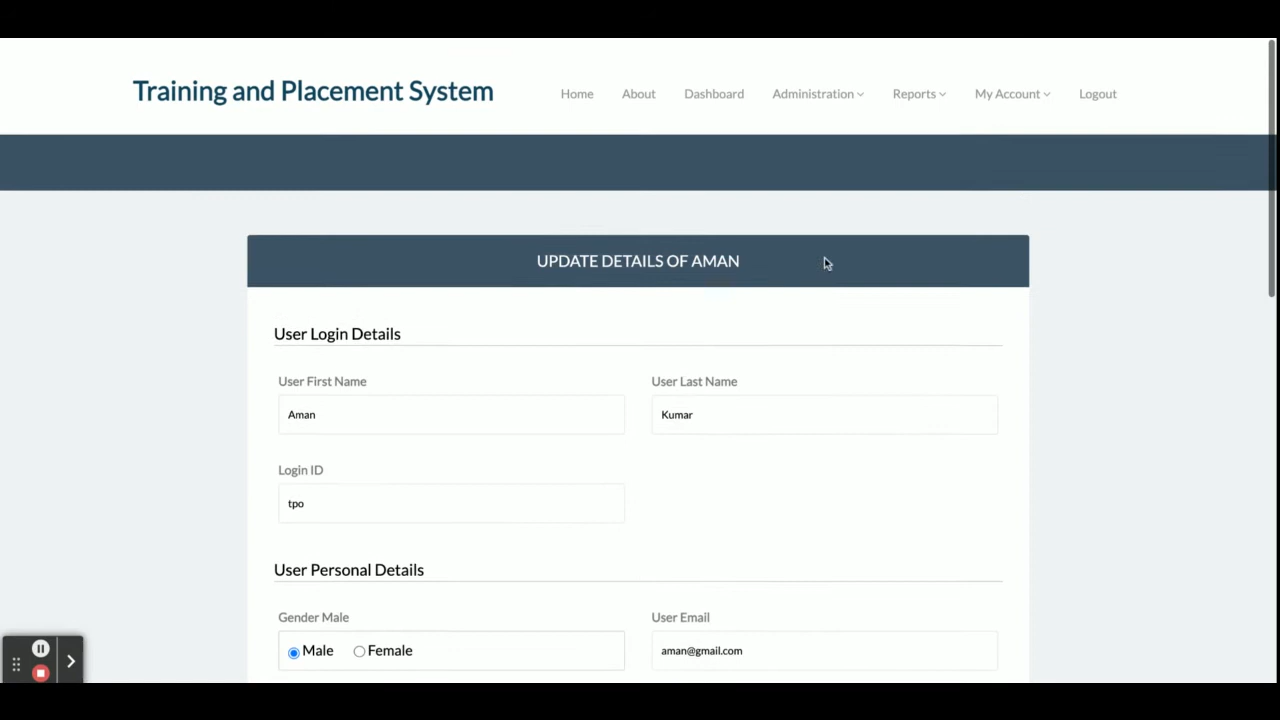 Training and Placement System
Home About Dashboard Administration Reports My Account Logout
UPDATE DETAILS OF AMAN
User Login Details
User First Name User Last Name
Aman Kumar
Login ID
tpo
User Personal Details
Gender Male User Email
Male Female aman@gmail.com